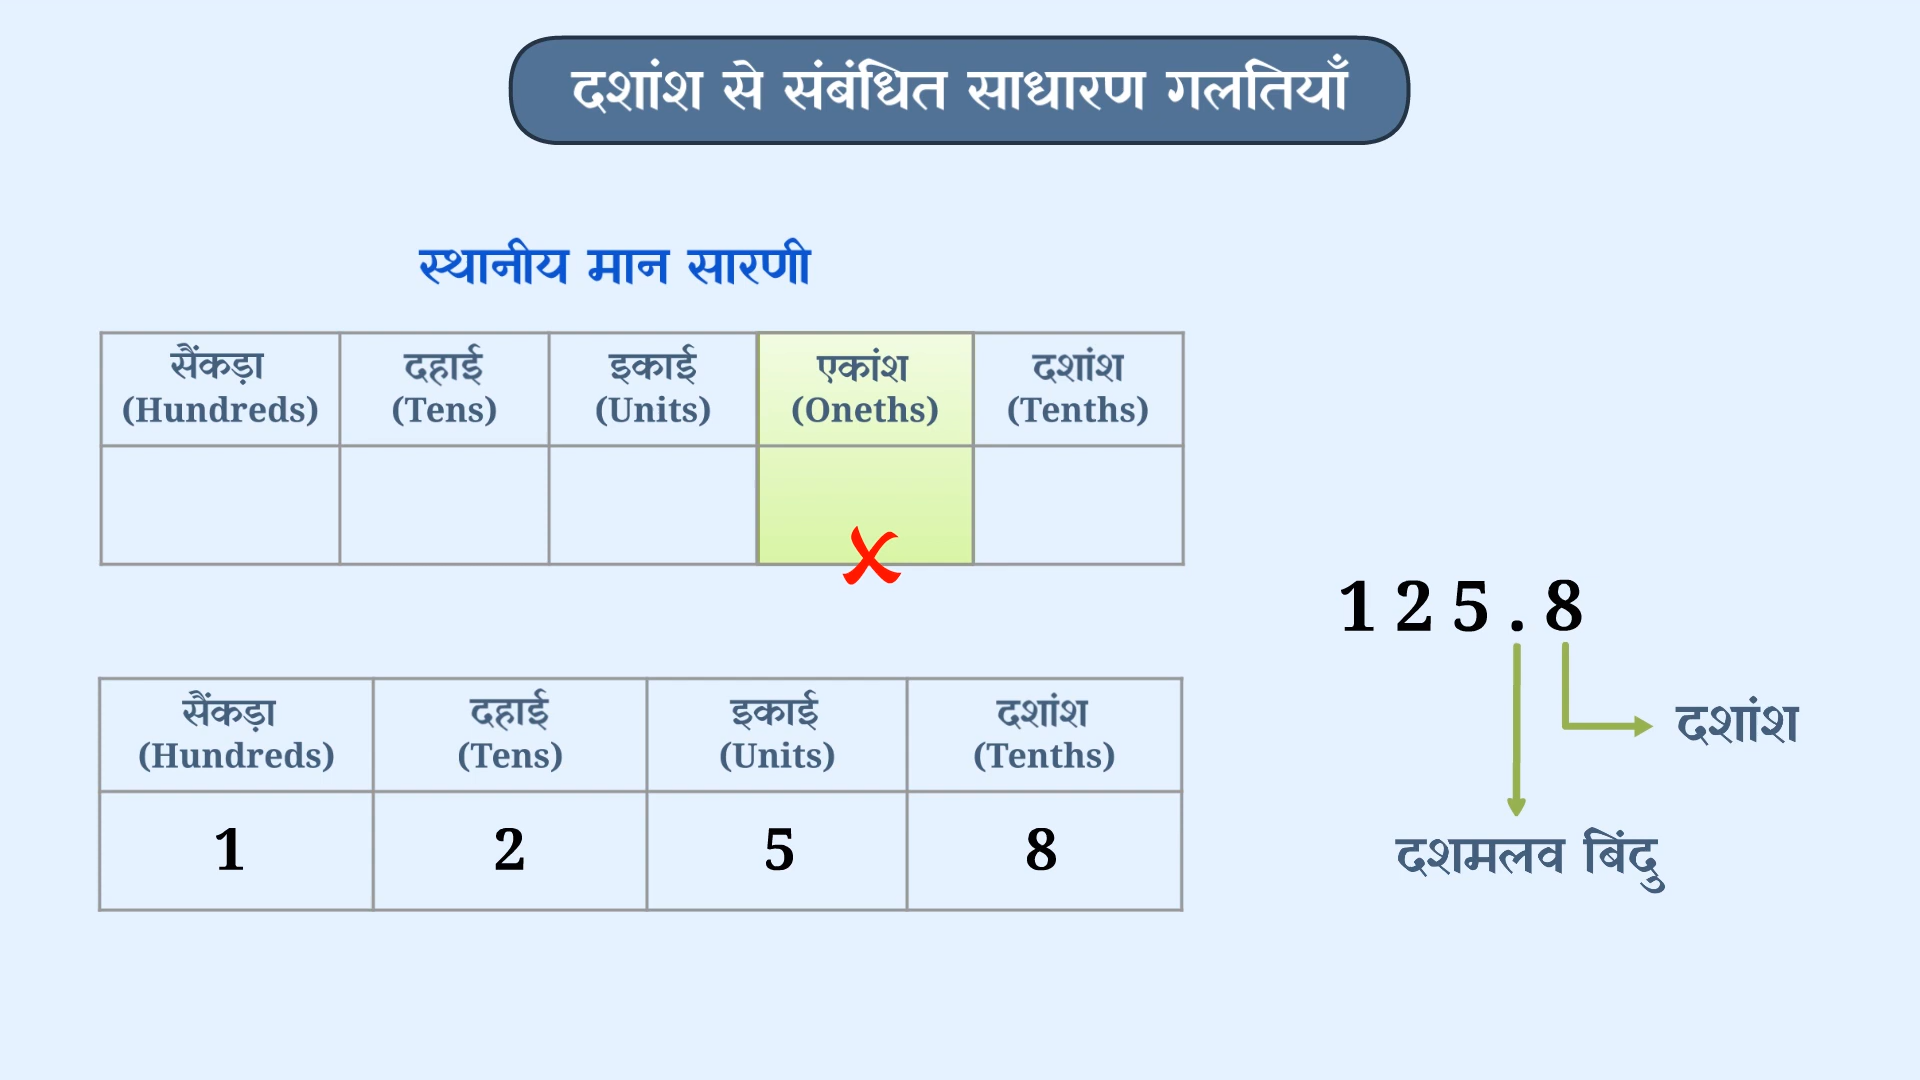 दशांश से संबंधित साधारण गलतियाँ
स्थानीय मान सारणी
सैंकड़ा दहाई इकाई एकांश दशांश
(Hundreds) (Tens) (Units) (Oneths) (Tenths)
1 2 5 . 8
सैंकड़ा दहाई इकाई दशांश
(Hundreds) (Tens) (Units) (Tenths)
दशांश
1 2 5 8
दशमलव बिंदु